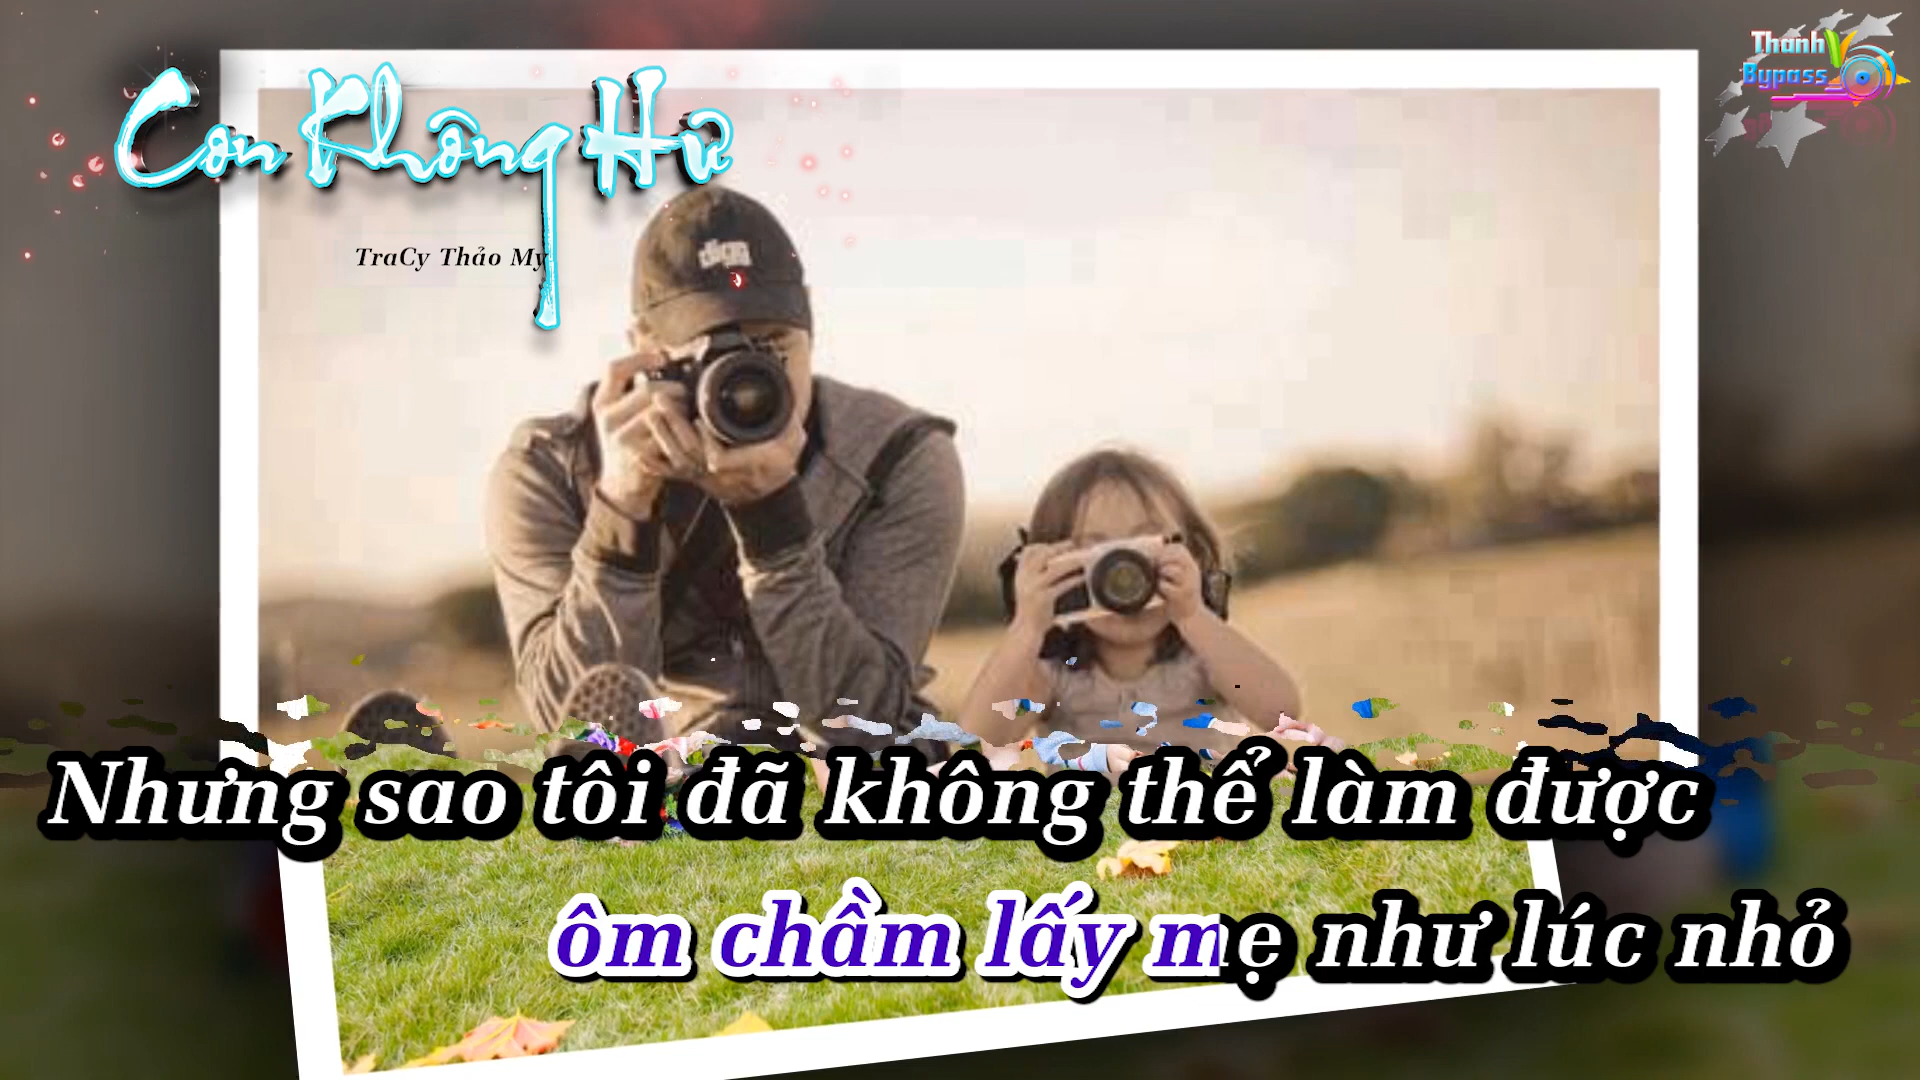 Con Không Hư
TraCy Thảo My
Thanh
Bypass
Nhưng sao tôi đã không thể làm được
ôm chầm lấy mẹ như lúc nhỏ